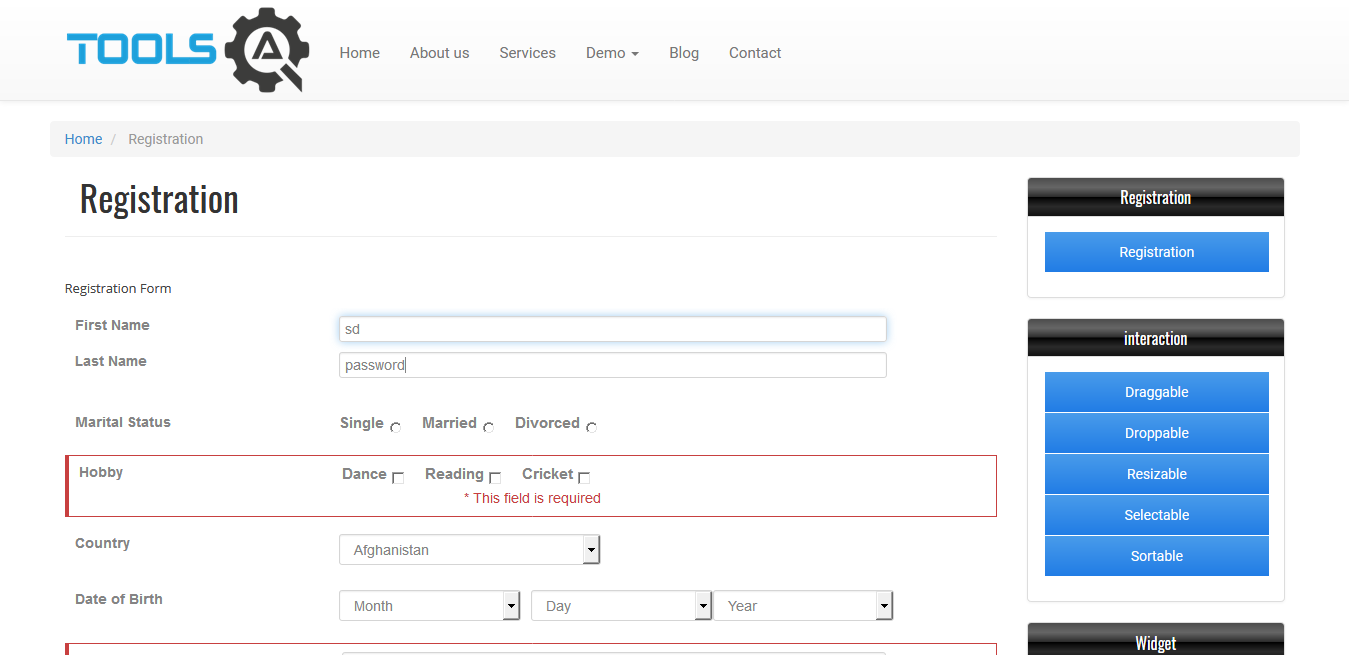 TOOLS QA
Home About us Services Demo Blog Contact
Home / Registration
Registration
Registration Form
First Name sd
Last Name password
Marital Status Single Married Divorced
Hobby Dance Reading Cricket
* This field is required
Country Afghanistan
Date of Birth Month Day Year
Registration
Registration
interaction
Draggable
Droppable
Resizable
Selectable
Sortable
Widget